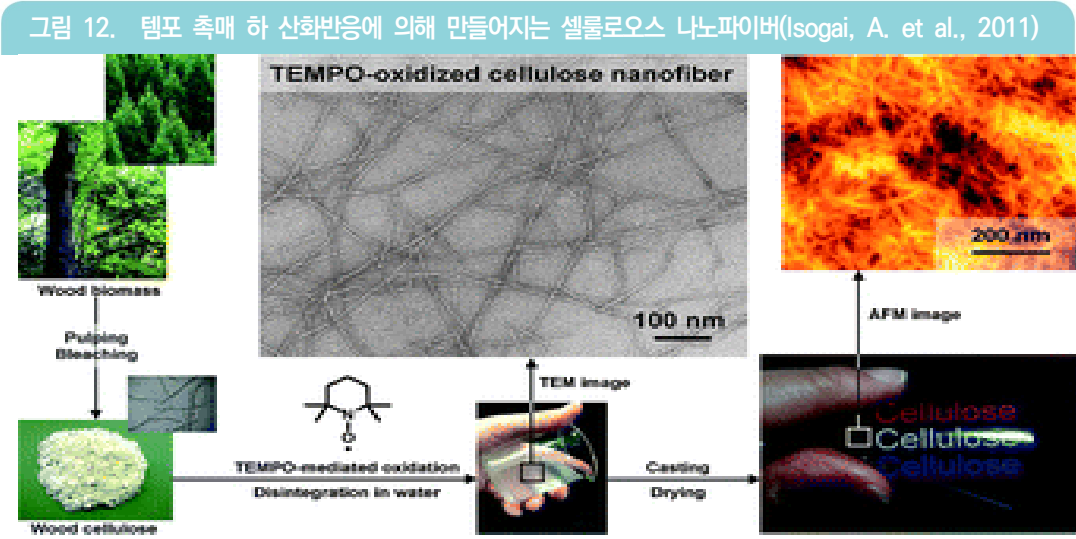 그림 12. 템포 촉매 하 산화반응에 의해 만들어지는 셀룰로오스 나노파이버(Isogai, A. et al., 2011)
TEMPO-oxidized cellulose nanofiber
100 nm
200 nm
Wood biomass
Pulping
Bleaching
TEM image
AFM image
N
O
TEMPO-mediated oxidation
Disintegration in water
Casting
Drying
Cellulose
Cellulose
Cellulose
Wood cellulose